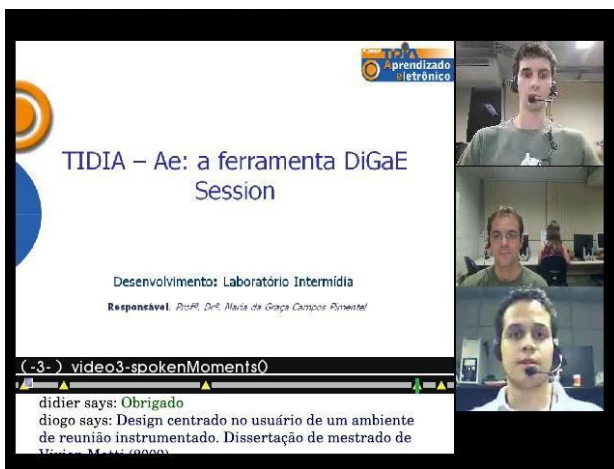 TIDIA
Aprendizado
eletrônico
TIDIA – Ae: a ferramenta DiGaE
Session
Desenvolvimento: Laboratório Intermídia
Responsável: Profª. Drª. Maria da Graça Campos Pimentel
(-3-) video3-spokenMoments()
didier says: Obrigado
diogo says: Design centrado no usuário de um ambiente
de reunião instrumentado. Dissertação de mestrado de